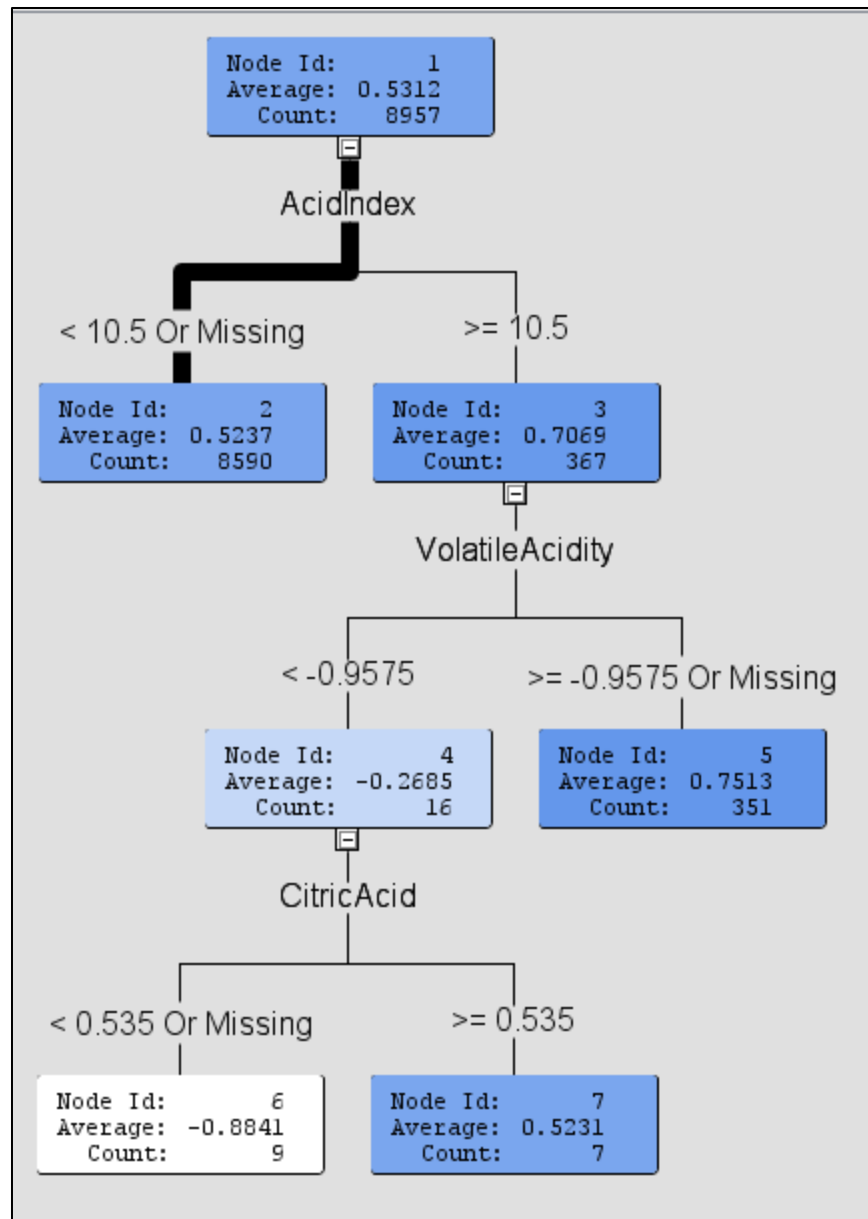 Node Id: 1
Average: 0.5312
Count: 8957
AcidIndex
< 10.5 Or Missing
>= 10.5
Node Id: 2
Average: 0.5237
Count: 8590
Node Id: 3
Average: 0.7069
Count: 367
VolatileAcidity
< -0.9575
>= -0.9575 Or Missing
Node Id: 4
Average: -0.2685
Count: 16
Node Id: 5
Average: 0.7513
Count: 351
CitricAcid
< 0.535 Or Missing
>= 0.535
Node Id: 6
Average: -0.8841
Count: 9
Node Id: 7
Average: 0.5231
Count: 7